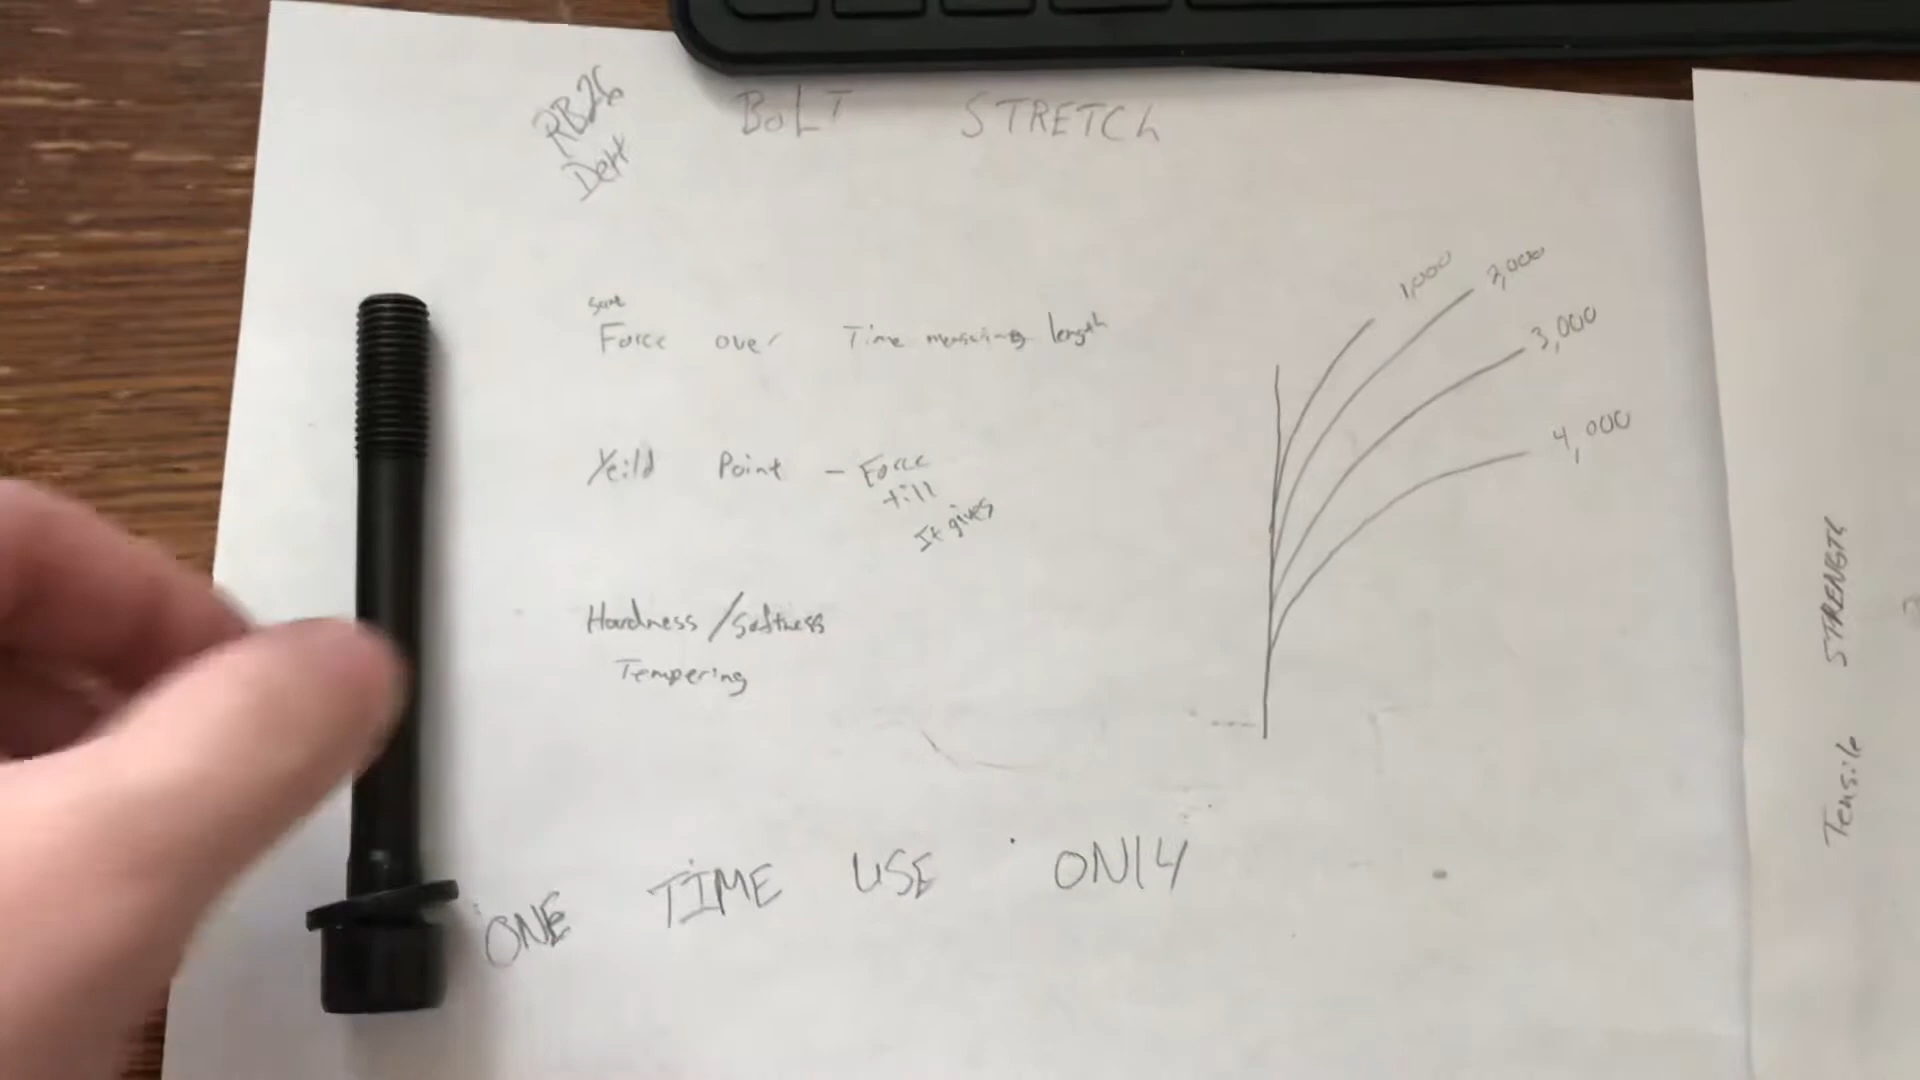 RB26
Dett
BOLT STRETCH
Same
Force over Time measuring length
Yeild Point - Force
till
It gives
Hardness/Softness
Tempering
ONE TIME USE ONLY
1,000
2,000
3,000
4,000
Tensile STRENGTH